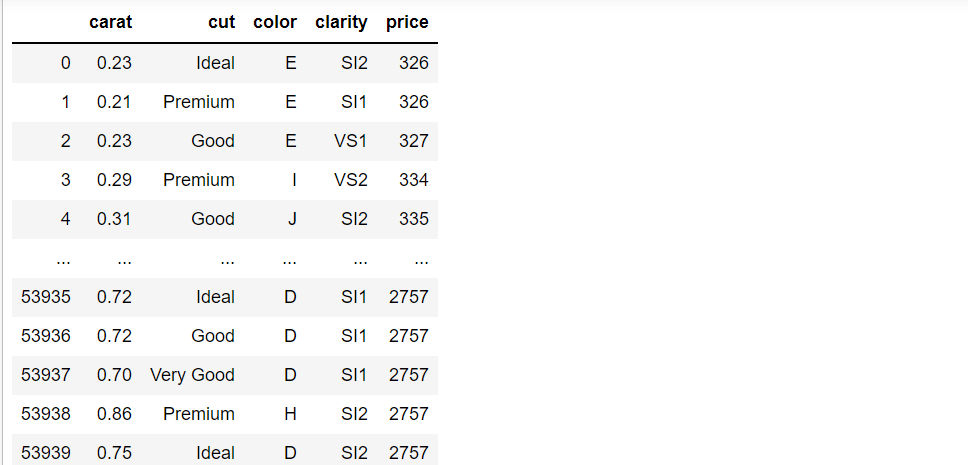 carat cut color clarity price
0 0.23 Ideal E SI2 326
1 0.21 Premium E SI1 326
2 0.23 Good E VS1 327
3 0.29 Premium I VS2 334
4 0.31 Good J SI2 335
... ... ... ... ... ...
53935 0.72 Ideal D SI1 2757
53936 0.72 Good D SI1 2757
53937 0.70 Very Good D SI1 2757
53938 0.86 Premium H SI2 2757
53939 0.75 Ideal D SI2 2757